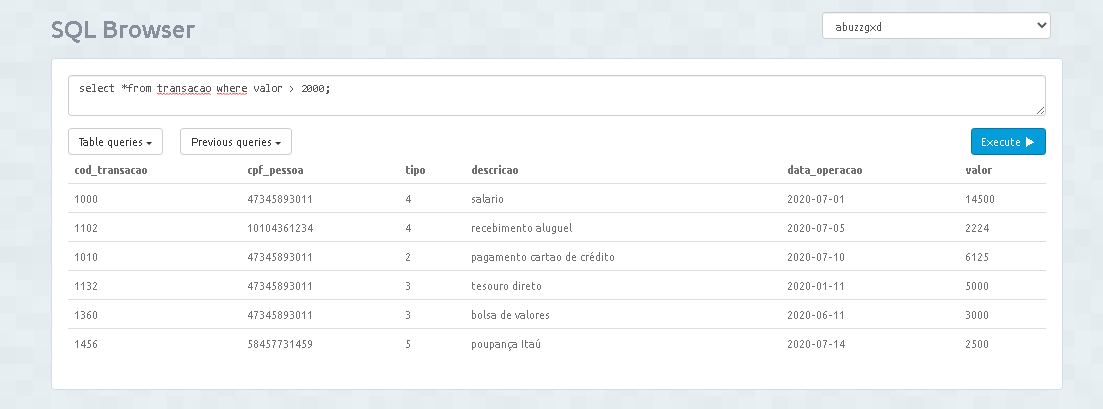 SQL Browser
abuzzgxd
select *from transacao where valor > 2000;
Table queries Previous queries Execute
cod_transacao cpf_pessoa tipo descricao data_operacao valor
1000 47345893011 4 salario 2020-07-01 14500
1102 10104361234 4 recebimento aluguel 2020-07-05 2224
1010 47345893011 2 pagamento cartao de crédito 2020-07-10 6125
1132 47345893011 3 tesouro direto 2020-01-11 5000
1360 47345893011 3 bolsa de valores 2020-06-11 3000
1456 58457731459 5 poupança Itaú 2020-07-14 2500